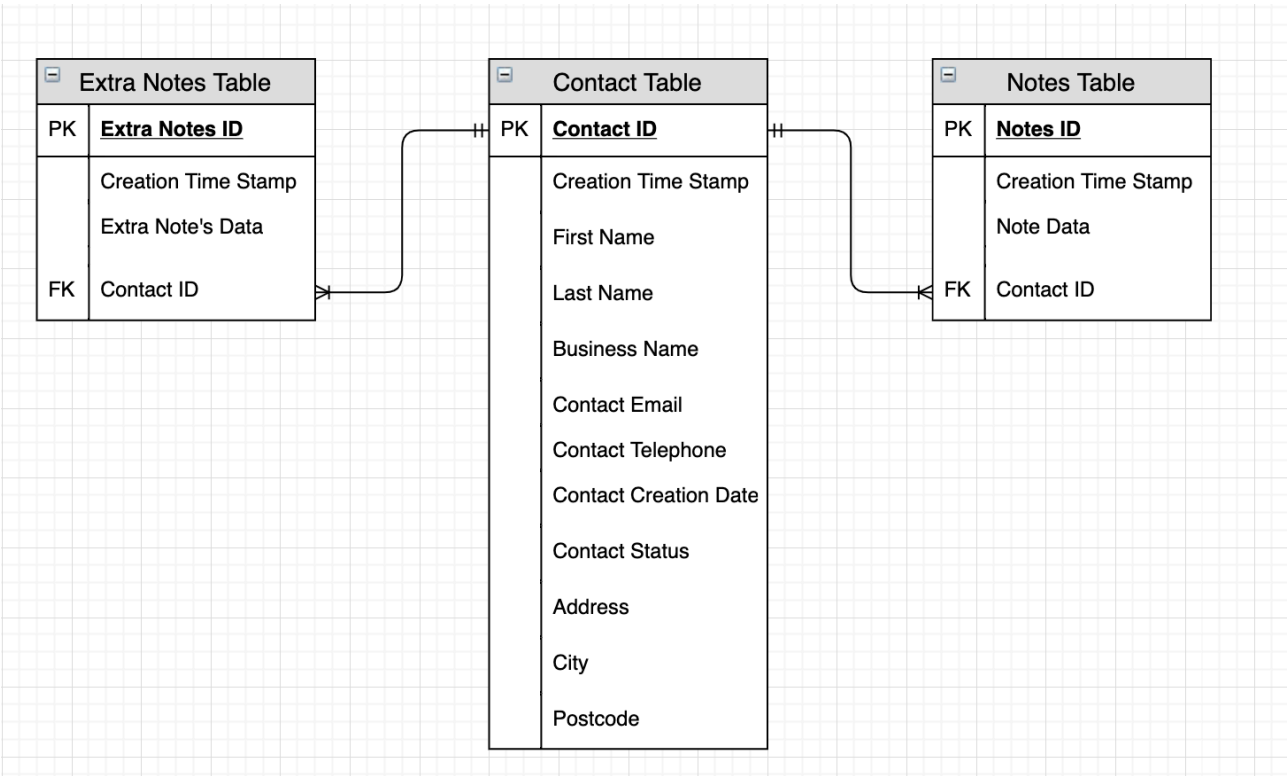 Extra Notes Table
PK Extra Notes ID
Creation Time Stamp
Extra Note's Data
FK Contact ID
Contact Table
PK Contact ID
Creation Time Stamp
First Name
Last Name
Business Name
Contact Email
Contact Telephone
Contact Creation Date
Contact Status
Address
City
Postcode
Notes Table
PK Notes ID
Creation Time Stamp
Note Data
FK Contact ID